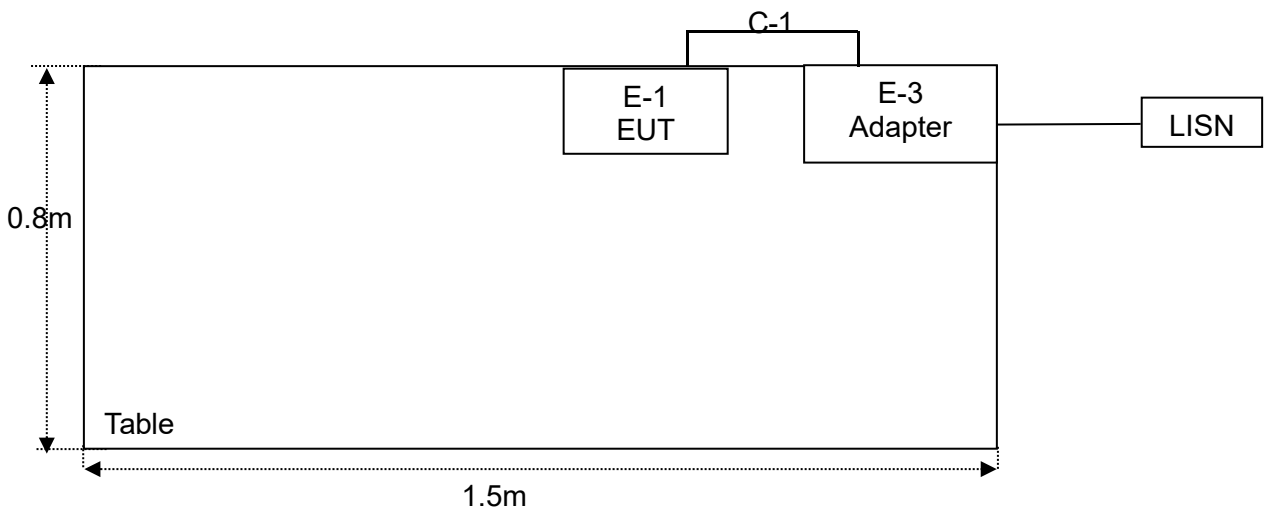 C-1
E-1
EUT
E-3
Adapter
LISN
0.8m
Table
1.5m